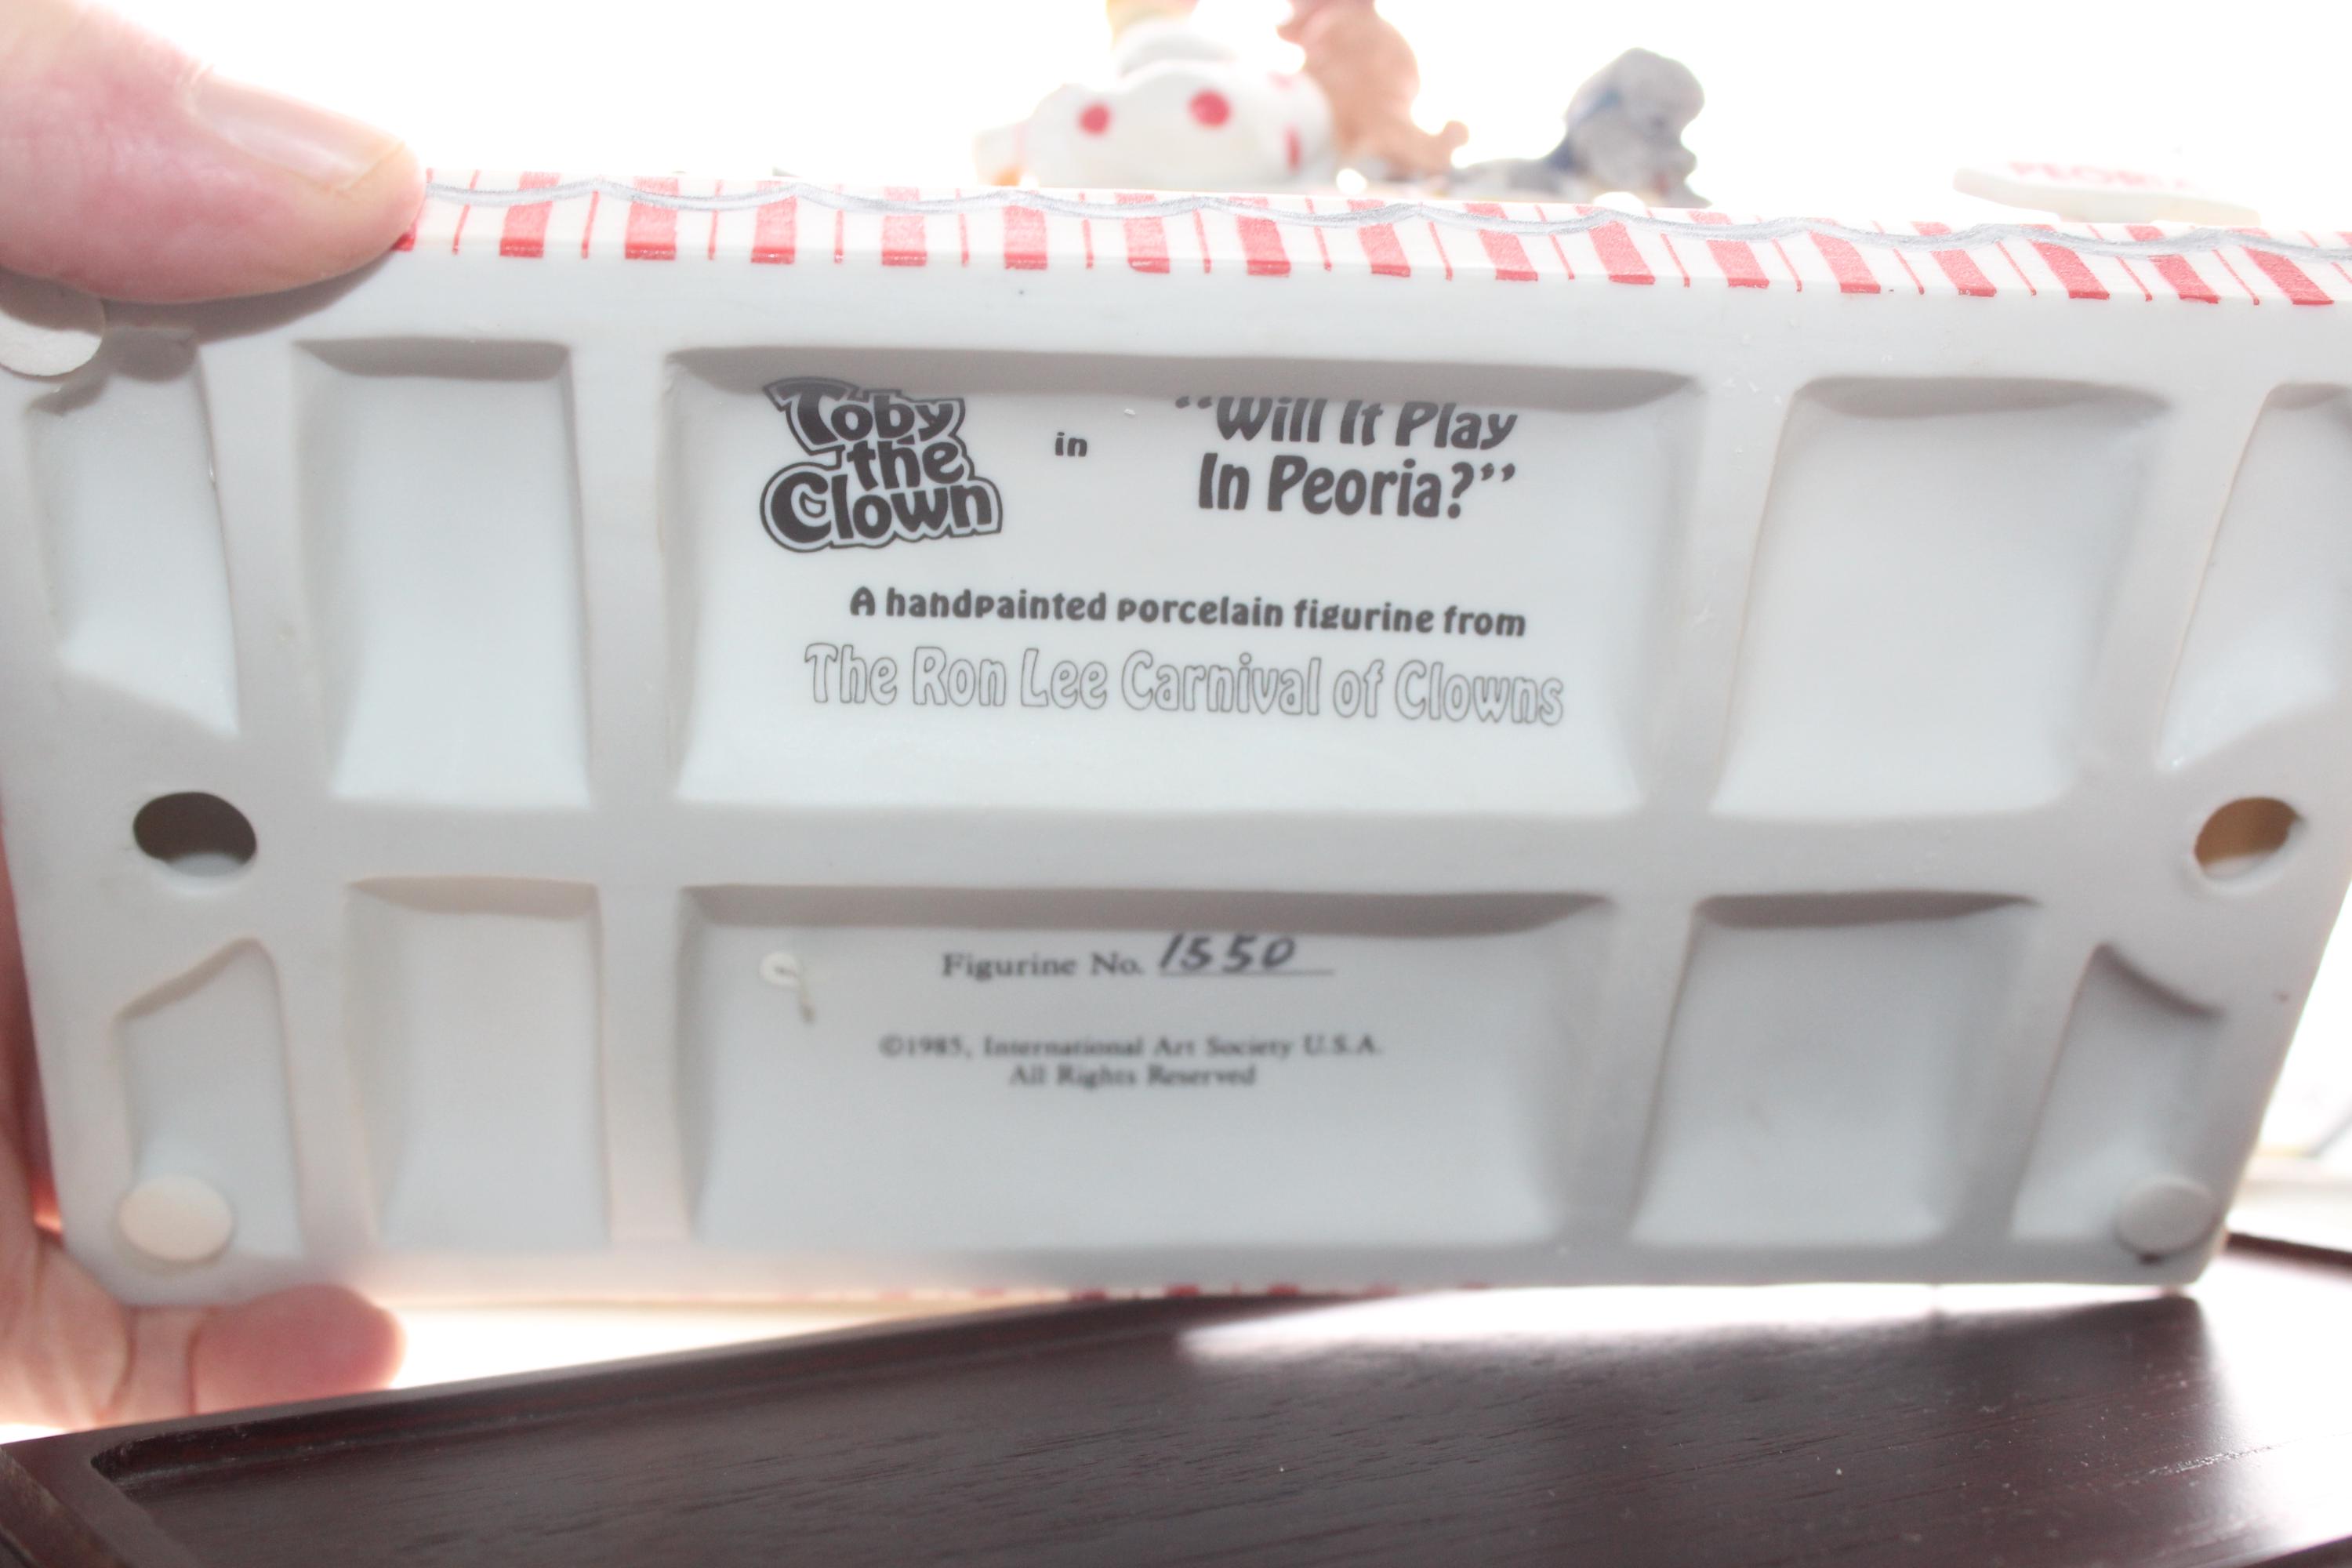 PEORIA
Toby
the
Clown
in
“Will It Play
In Peoria?”
A handpainted porcelain figurine from
The Ron Lee Carnival of Clowns
Figurine No. 1550
©1985, International Art Society U.S.A.
All Rights Reserved